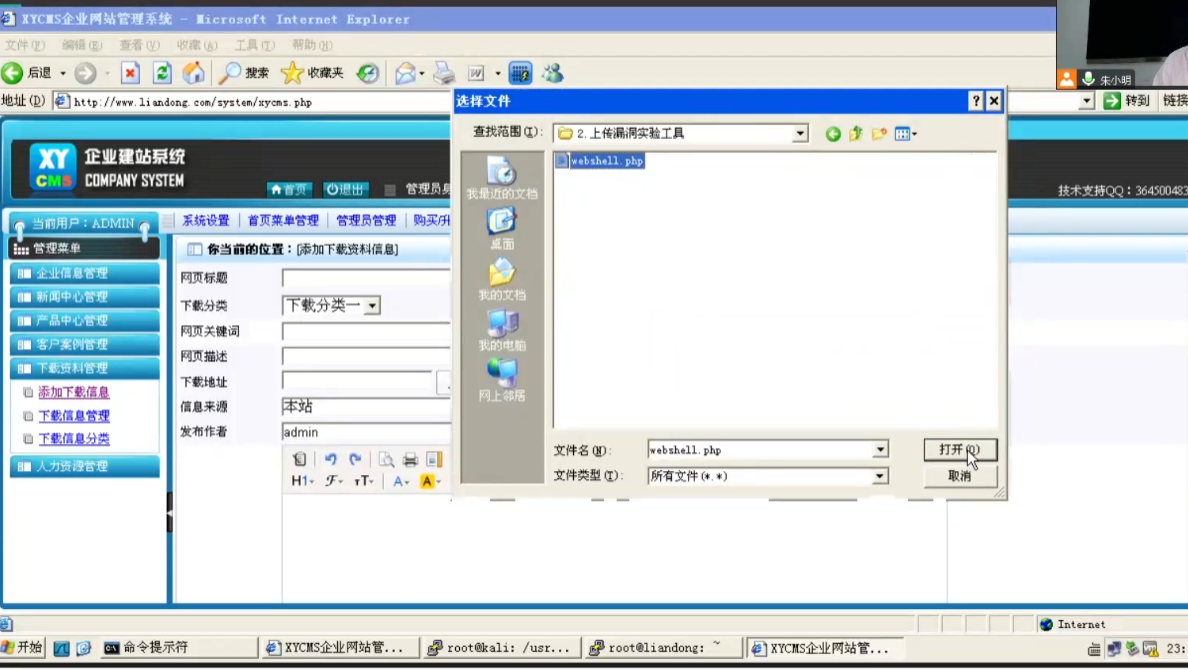 XYCMS企业网站管理系统 - Microsoft Internet Explorer
文件(F) 编辑(E) 查看(V) 收藏(A) 工具(T) 帮助(H)
后退 搜索 收藏夹
朱小明
地址(D) http://www.liandong.com/system/xycms.php 转到 链接
选择文件
查找范围(I): 2.上传漏洞实验工具
webshell.php
我最近的文档
桌面
我的文档
我的电脑
网上邻居
文件名(N): webshell.php 打开(O)
文件类型(T): 所有文件(*.*) 取消
XY CMS 企业建站系统
COMPANY SYSTEM
首页 退出 管理员身
技术支持QQ：364500483
当前用户：ADMIN
系统设置 首页菜单管理 管理员管理 购买/升
管理菜单
你当前的位置：[添加下载资料信息]
企业信息管理
新闻中心管理
产品中心管理
客户案例管理
下载资料管理
添加下载信息
下载信息管理
下载信息分类
人力资源管理
网页标题
下载分类 下载分类一
网页关键词
网页描述
下载地址
信息来源 本站
发布作者 admin
H1 F TT A A
Internet
开始 命令提示符 XYCMS企业网站管... root@kali: /usr... root@liandong: ~ XYCMS企业网站管... 23: